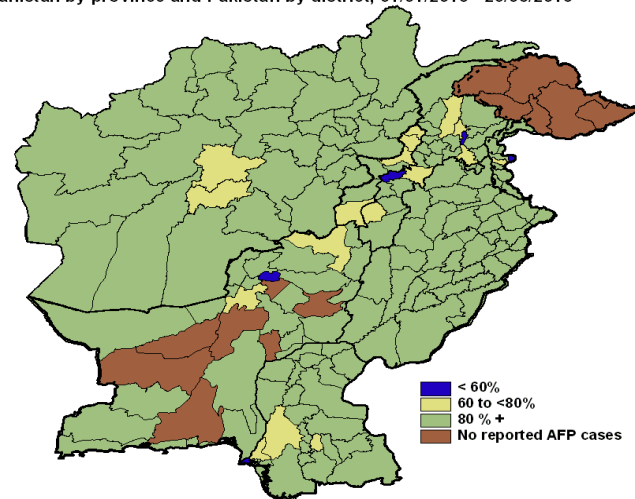 by province and Pakistan by district,
< 60%
60 to <80%
80 % +
No reported AFP cases